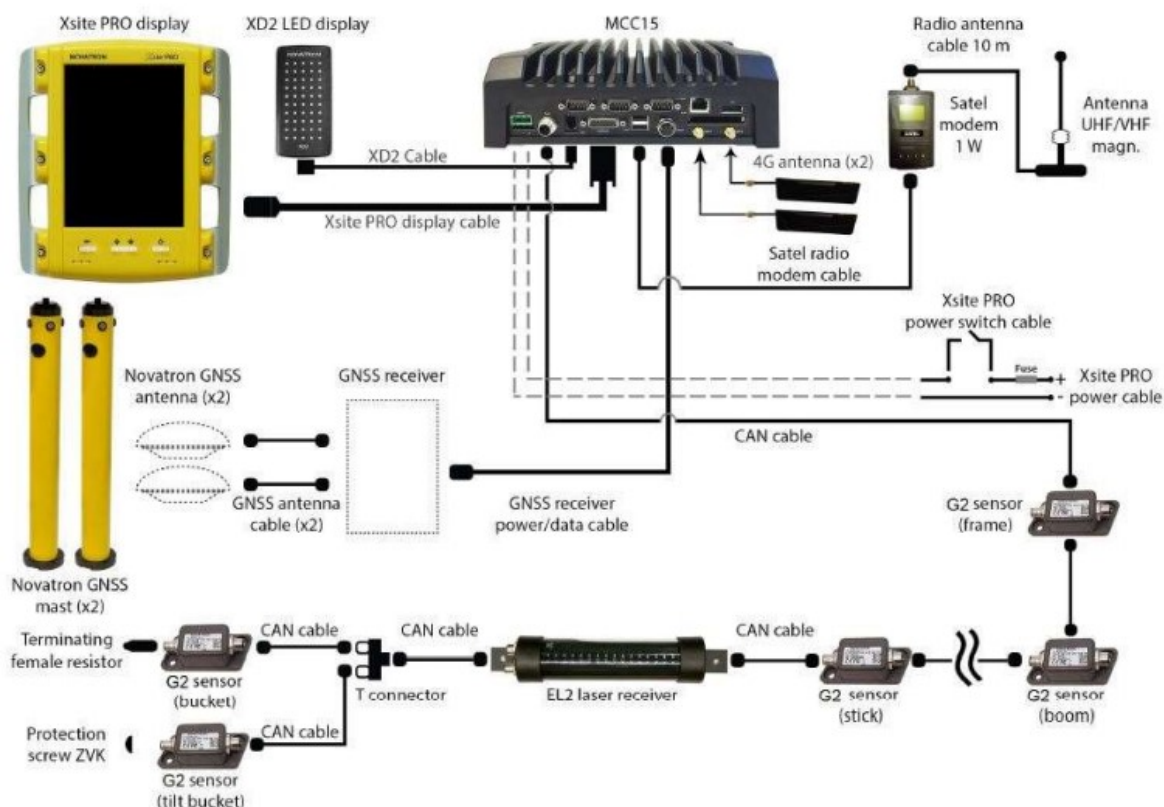 Xsite PRO display
XD2 LED display
MCC15
Radio antenna
cable 10 m
Satel
modem
1 W
Antenna
UHF/VHF
magn.
XD2 Cable
4G antenna (x2)
Xsite PRO display cable
Satel radio
modem cable
Xsite PRO
power switch cable
Fuse
+
-
Xsite PRO
power cable
Novatron GNSS
antenna (x2)
GNSS receiver
CAN cable
GNSS antenna
cable (x2)
GNSS receiver
power/data cable
G2 sensor
(frame)
Novatron GNSS
mast (x2)
Terminating
female resistor
CAN cable
CAN cable
CAN cable
G2 sensor
(bucket)
T connector
EL2 laser receiver
G2 sensor
(stick)
G2 sensor
(boom)
Protection
screw ZVK
CAN cable
G2 sensor
(tilt bucket)